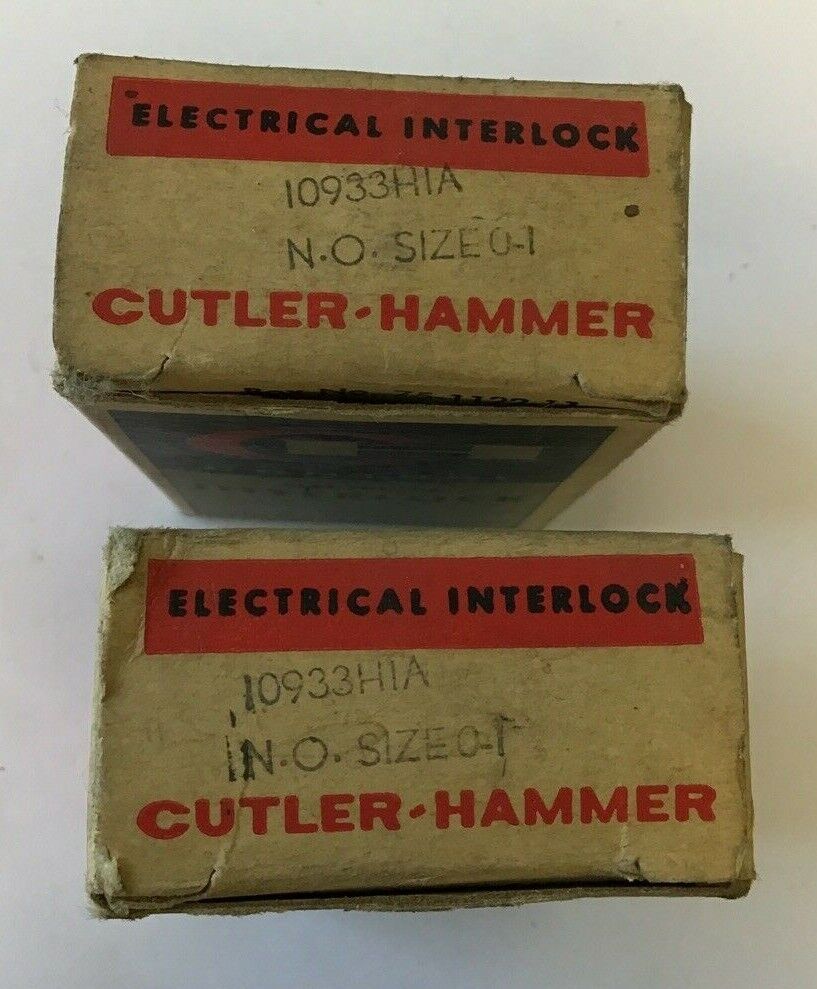 ELECTRICAL INTERLOCK
10933H1A
N.O. SIZE 0-1
CUTLER-HAMMER
ELECTRICAL INTERLOCK
10933H1A
N.O. SIZE 0-1
CUTLER-HAMMER